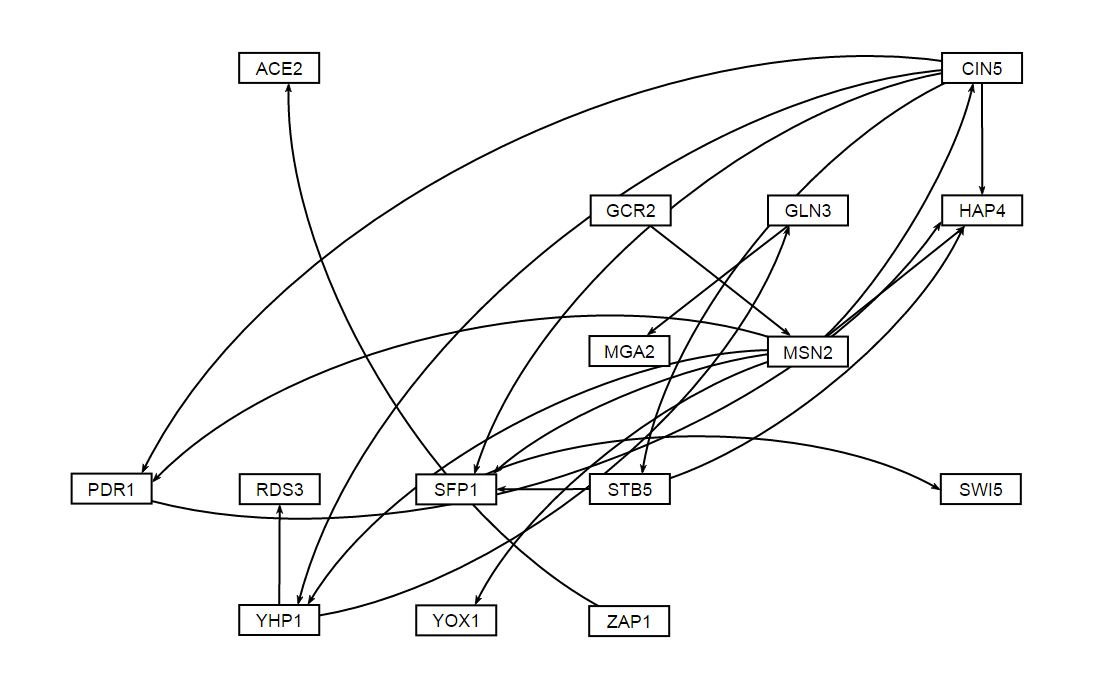 ACE2
CIN5
GCR2
GLN3
HAP4
MGA2
MSN2
PDR1
RDS3
SFP1
STB5
SWI5
YHP1
YOX1
ZAP1